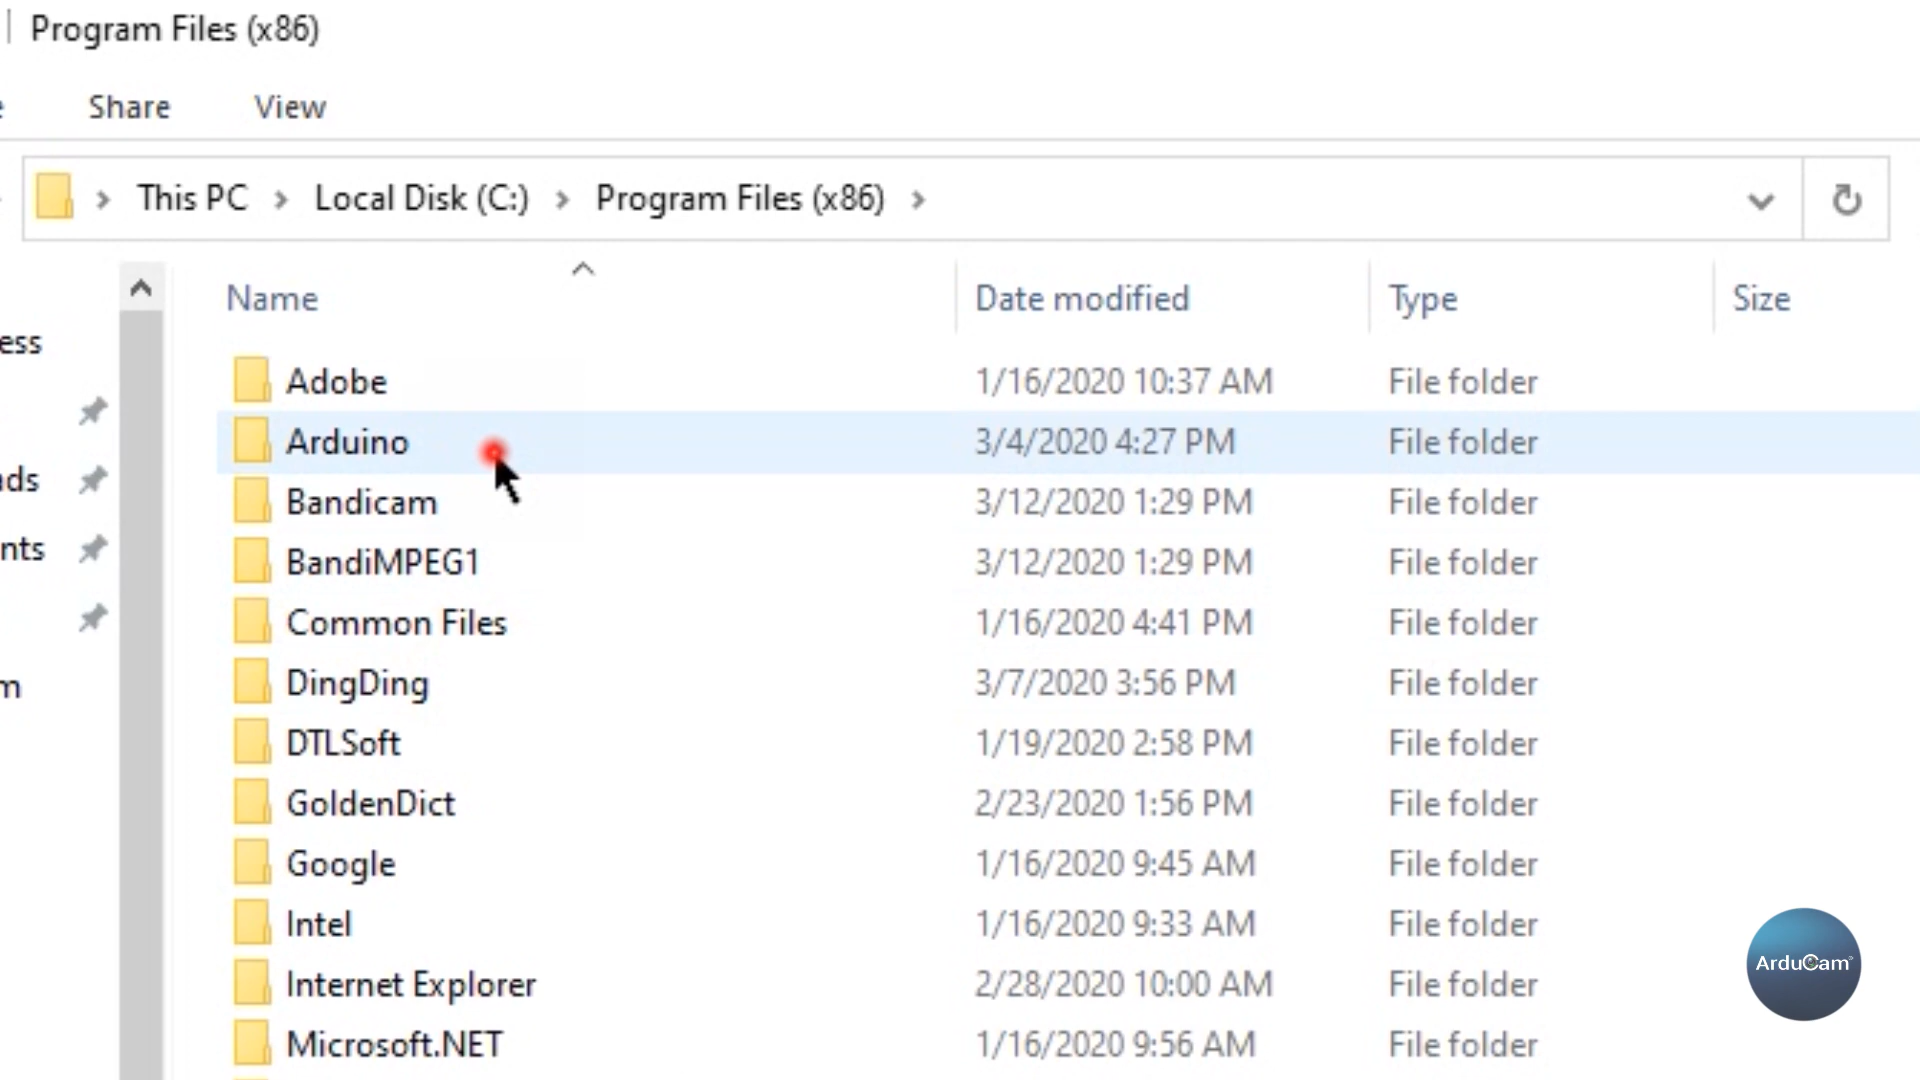 Program Files (x86)
Share View
This PC Local Disk (C:) Program Files (x86)
Name Date modified Type Size
ess
Adobe 1/16/2020 10:37 AM File folder
Arduino 3/4/2020 4:27 PM File folder
ds
Bandicam 3/12/2020 1:29 PM File folder
nts
BandiMPEG1 3/12/2020 1:29 PM File folder
Common Files 1/16/2020 4:41 PM File folder
m
DingDing 3/7/2020 3:56 PM File folder
DTLSoft 1/19/2020 2:58 PM File folder
GoldenDict 2/23/2020 1:56 PM File folder
Google 1/16/2020 9:45 AM File folder
Intel 1/16/2020 9:33 AM File folder
ArduCam
Internet Explorer 2/28/2020 10:00 AM File folder
Microsoft.NET 1/16/2020 9:56 AM File folder